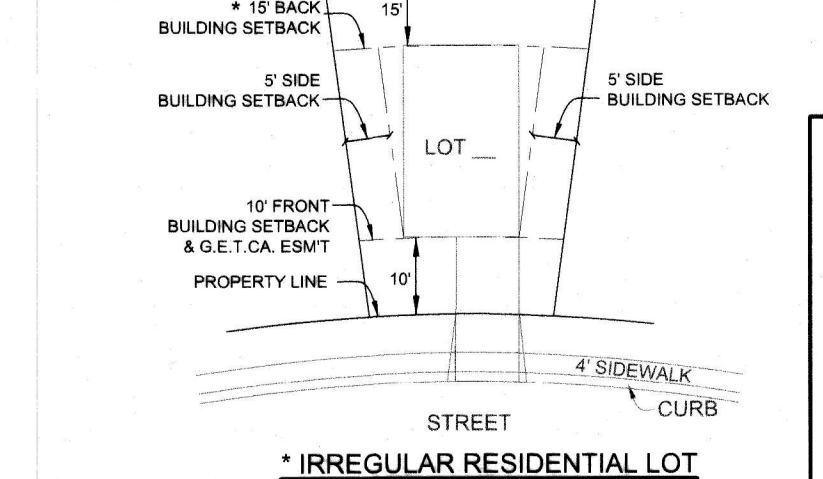 * 15' BACK
BUILDING SETBACK
15'
5' SIDE
BUILDING SETBACK
5' SIDE
BUILDING SETBACK
LOT __
10' FRONT
BUILDING SETBACK
& G.E.T.CA. ESM'T
PROPERTY LINE
10'
4' SIDEWALK
CURB
STREET
* IRREGULAR RESIDENTIAL LOT